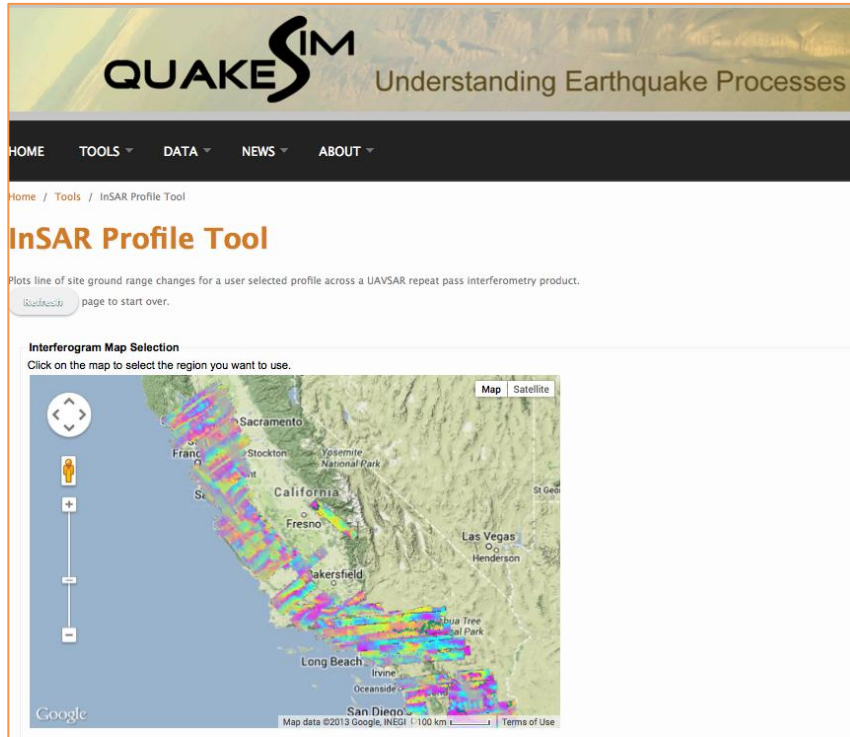 QUAKESIM
Understanding Earthquake Processes
HOME TOOLS DATA NEWS ABOUT
Home / Tools / InSAR Profile Tool
InSAR Profile Tool
Plots line of site ground range changes for a user selected profile across a UAVSAR repeat pass interferometry product.
Refresh page to start over.
Interferogram Map Selection
Click on the map to select the region you want to use.
Map Satellite
Sacramento
Stockton
Yosemite
National Park
California
Fresno
St Geo
Las Vegas
Henderson
Long Beach
Irvine
Oceanside
San Diego
Google
Map data ©2013 Google, INEGI 100 km Terms of Use